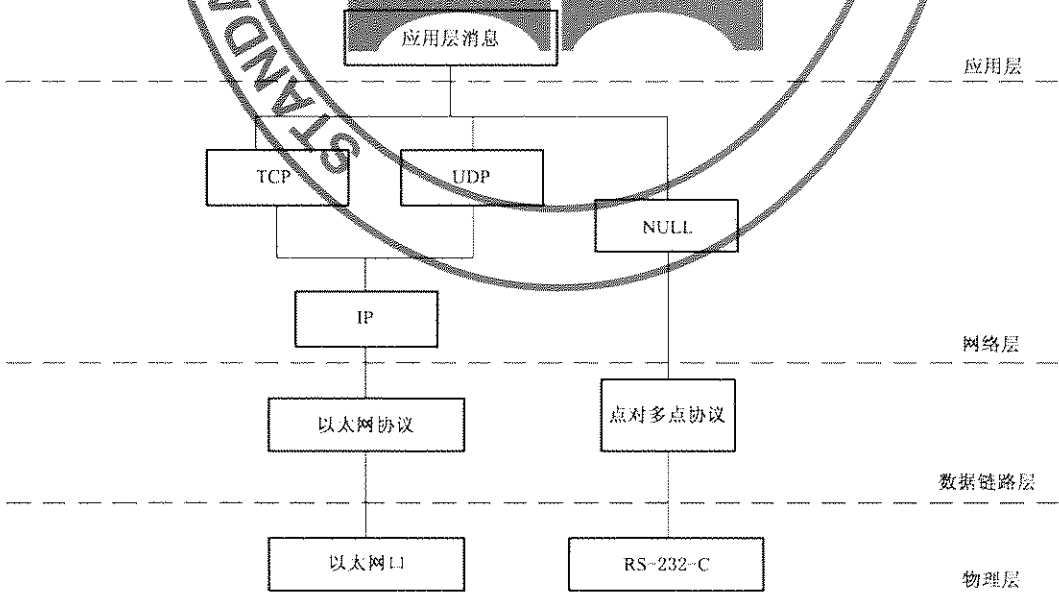 应用层消息
应用层
STANDA
TCP
UDP
NULL
IP
网络层
以太网协议
点对多点协议
数据链路层
以太网口
RS-232-C
物理层